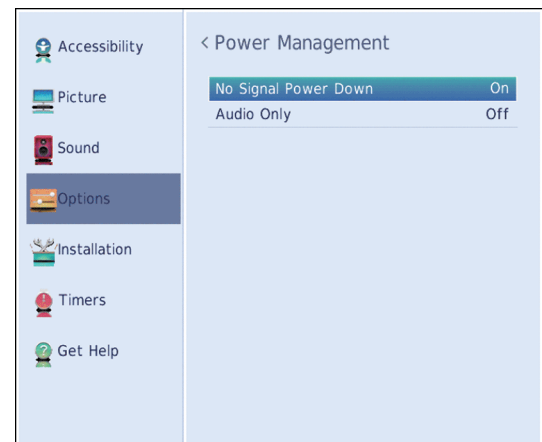 Accessibility
Picture
Sound
Options
Installation
Timers
Get Help
< Power Management
No Signal Power Down On
Audio Only Off